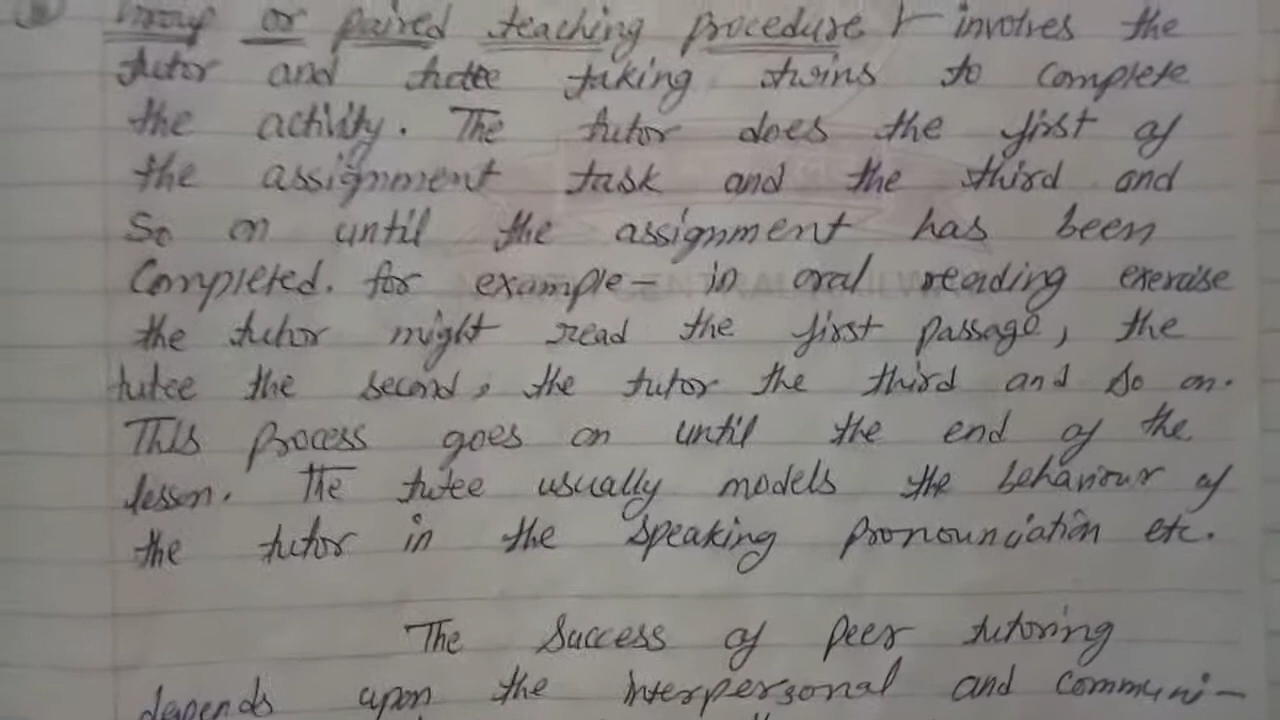 Group or paired teaching procedure :- involves the
tutor and tutee taking twins to complete
the activity. The tutor does the first of
the assignment task and the third and
So on until the assignment has been
Completed. for example - in oral reading exercise
the tutor might read the first passage, the
tutee the second, the tutor the third and so on.
This process goes on until the end of the
lesson. The tutee usually models the behaviour of
the tutor in the speaking pronounciation etc.
The Success of peer tutoring
depends upon the interpersonal and communi-